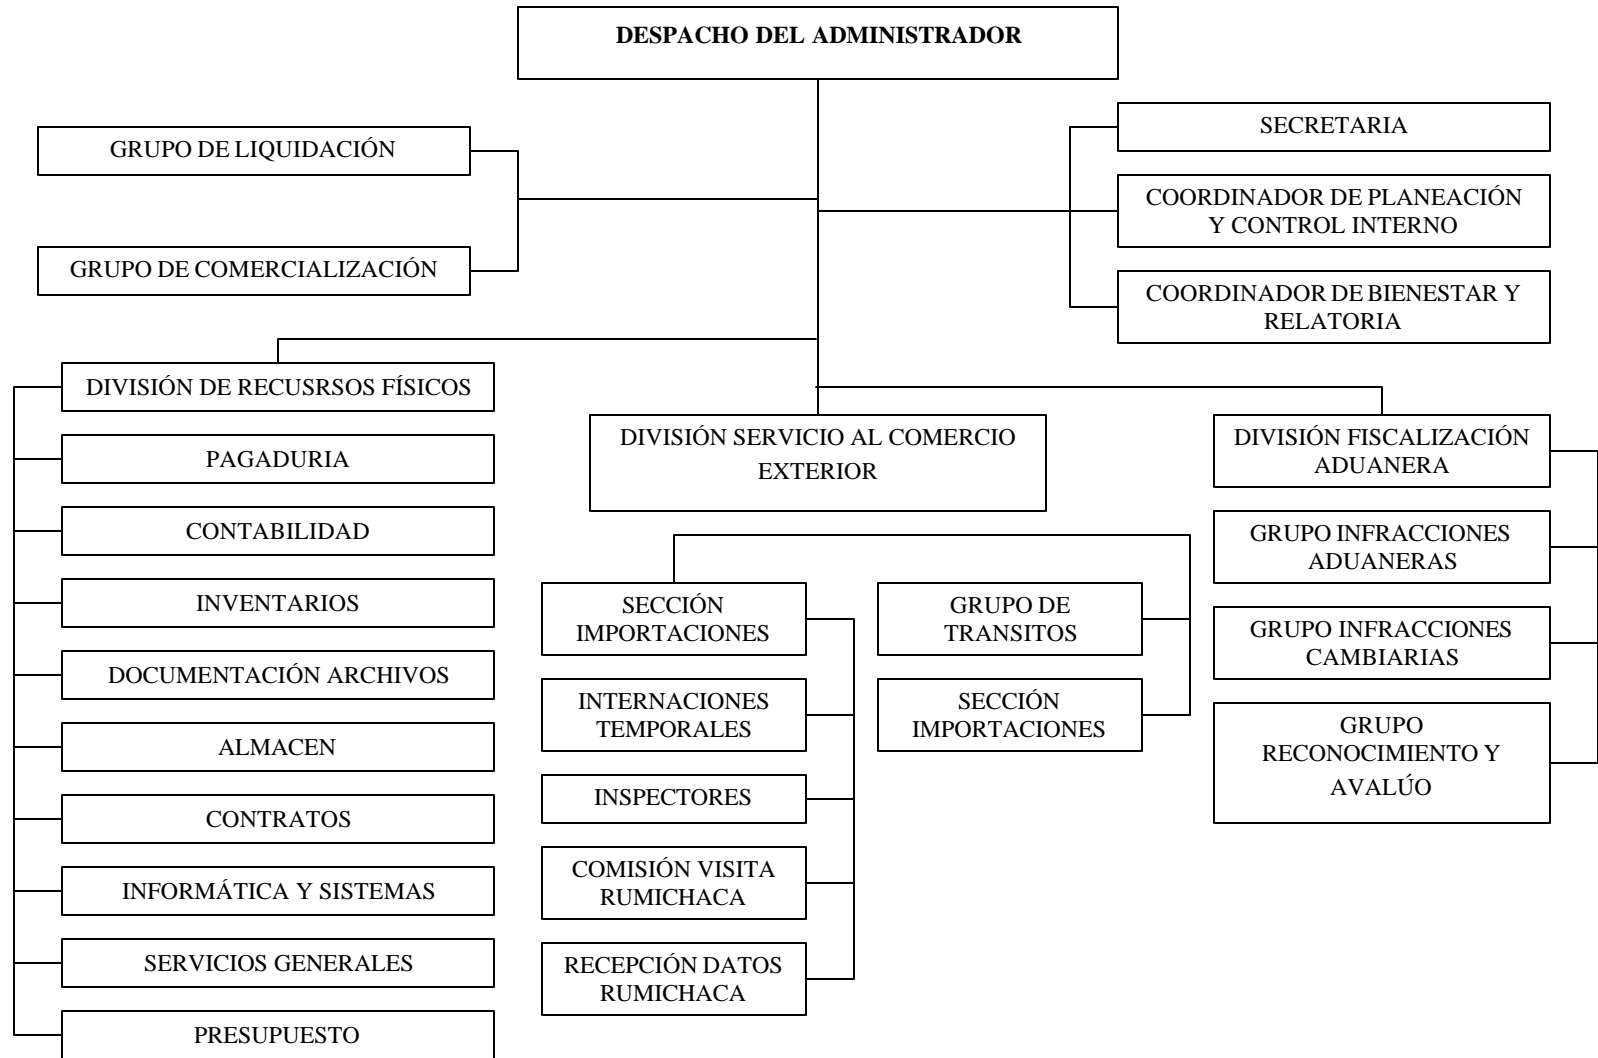 DESPACHO DEL ADMINISTRADOR
GRUPO DE LIQUIDACIÓN
GRUPO DE COMERCIALIZACIÓN
SECRETARIA
COORDINADOR DE PLANEACIÓN
Y CONTROL INTERNO
COORDINADOR DE BIENESTAR Y
RELATORIA
DIVISIÓN DE RECUSRSOS FÍSICOS
PAGADURIA
CONTABILIDAD
INVENTARIOS
DOCUMENTACIÓN ARCHIVOS
ALMACEN
CONTRATOS
INFORMÁTICA Y SISTEMAS
SERVICIOS GENERALES
PRESUPUESTO
DIVISIÓN SERVICIO AL COMERCIO
EXTERIOR
SECCIÓN
IMPORTACIONES
INTERNACIONES
TEMPORALES
INSPECTORES
COMISIÓN VISITA
RUMICHACA
RECEPCIÓN DATOS
RUMICHACA
GRUPO DE
TRANSITOS
SECCIÓN
IMPORTACIONES
DIVISIÓN FISCALIZACIÓN
ADUANERA
GRUPO INFRACCIONES
ADUANERAS
GRUPO INFRACCIONES
CAMBIARIAS
GRUPO
RECONOCIMIENTO Y
AVALÚO